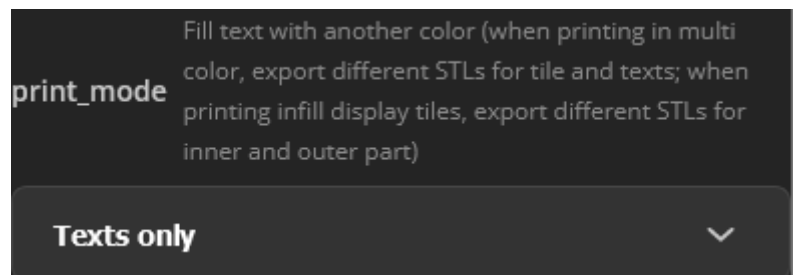 Fill text with another color (when printing in multi
color, export different STLs for tile and texts; when
print_mode
printing infill display tiles, export different STLs for
inner and outer part)
Texts only